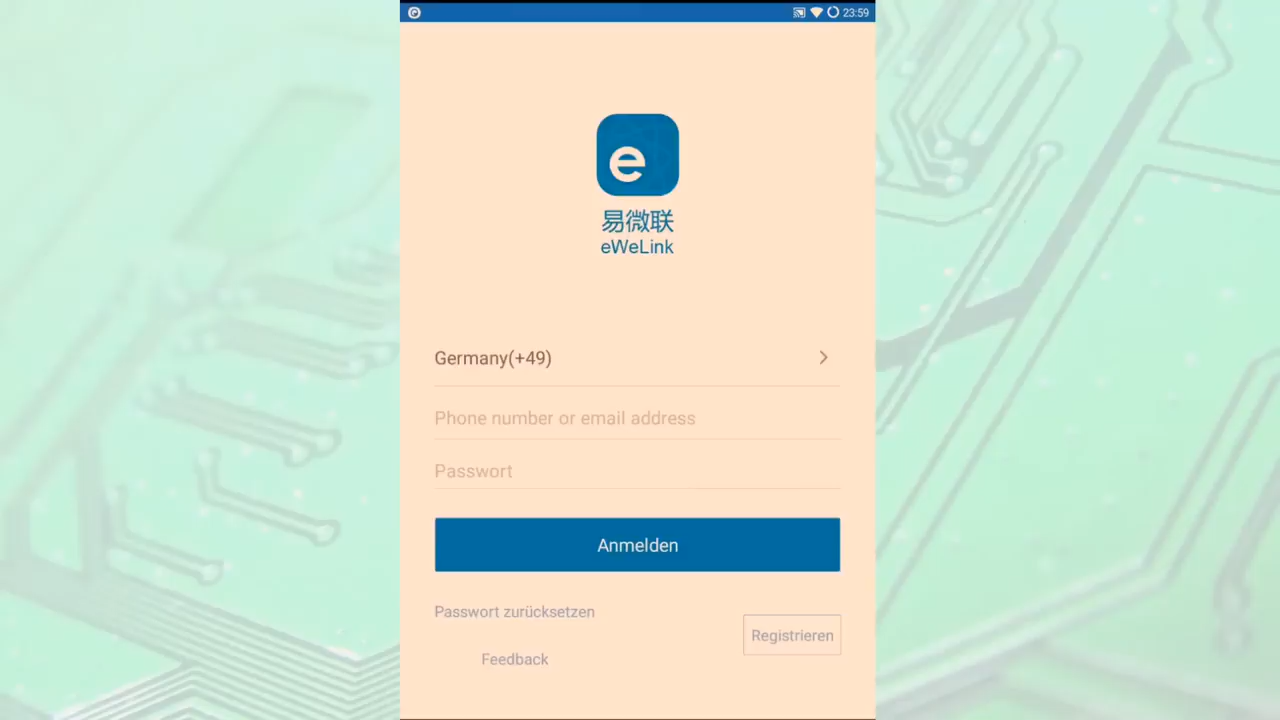 23:59
e
易微联
eWeLink
Germany(+49)
Phone number or email address
Passwort
Anmelden
Passwort zurücksetzen
Registrieren
Feedback